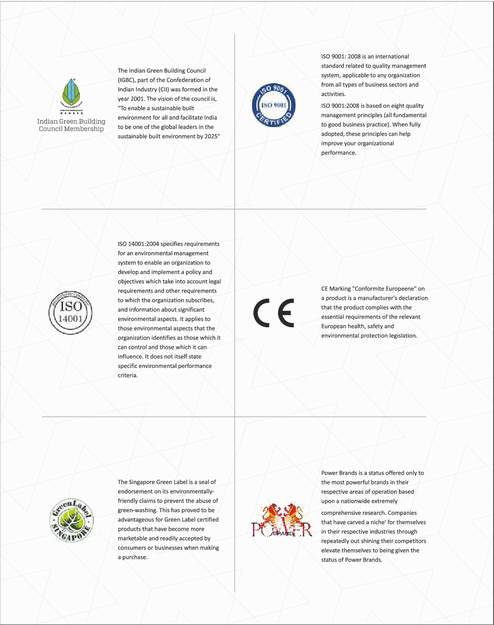 MEMBER
Indian Green Building
Council Membership
The Indian Green Building Council
(IGBC), part of the Confederation of
Indian Industry (CII) was formed in the
year 2001. The vision of the council is,
"To enable a sustainable built
environment for all and facilitate India
to be one of the global leaders in the
sustainable built environment by 2025"
ISO 9001
ISO 9001
CERTIFIED
ISO 9001: 2008 is an international
standard related to quality management
system, applicable to any organization
from all types of business sectors and
activities.
ISO 9001:2008 is based on eight quality
management principles (all fundamental
to good business practice). When fully
adopted, these principles can help
improve your organizational
performance.
ISO
14001
ISO 14001:2004 specifies requirements
for an environmental management
system to enable an organization to
develop and implement a policy and
objectives which take into account legal
requirements and other requirements
to which the organization subscribes,
and information about significant
environmental aspects. It applies to
those environmental aspects that the
organization identifies as those which it
can control and those which it can
influence. It does not itself state
specific environmental performance
criteria.
CE
CE Marking "Conformite Europeene" on
a product is a manufacturer's declaration
that the product complies with the
essential requirements of the relevant
European health, safety and
environmental protection legislation.
GreenLabel
SINGAPORE
The Singapore Green Label is a seal of
endorsement on its environmentally-
friendly claims to prevent the abuse of
green-washing. This has proved to be
advantageous for Green Label certified
products that have become more
marketable and readily accepted by
consumers or businesses when making
a purchase.
POWER
BRANDS
Power Brands is a status offered only to
the most powerful brands in their
respective areas of operation based
upon a nationwide extremely
comprehensive research. Companies
that have carved a niche' for themselves
in their respective industries through
repeatedly out shining their competitors
elevate themselves to being given the
status of Power Brands.